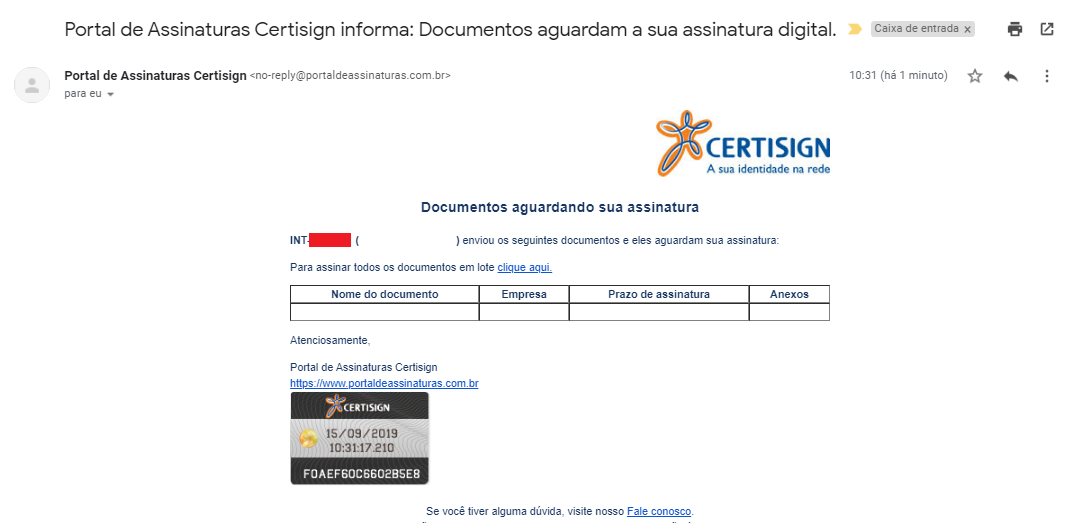 Portal de Assinaturas Certisign informa: Documentos aguardam a sua assinatura digital. Caixa de entrada x
Portal de Assinaturas Certisign <no-reply@portaldeassinaturas.com.br> 10:31 (há 1 minuto)
para eu
CERTISIGN
A sua identidade na rede
Documentos aguardando sua assinatura
INT- ( ) enviou os seguintes documentos e eles aguardam sua assinatura:
Para assinar todos os documentos em lote clique aqui.
Nome do documento Empresa Prazo de assinatura Anexos
Atenciosamente,
Portal de Assinaturas Certisign
https://www.portaldeassinaturas.com.br
CERTISIGN
15/09/2019
10:31:17.210
F0AEF60C6602B5E8
Se você tiver alguma dúvida, visite nosso Fale conosco.